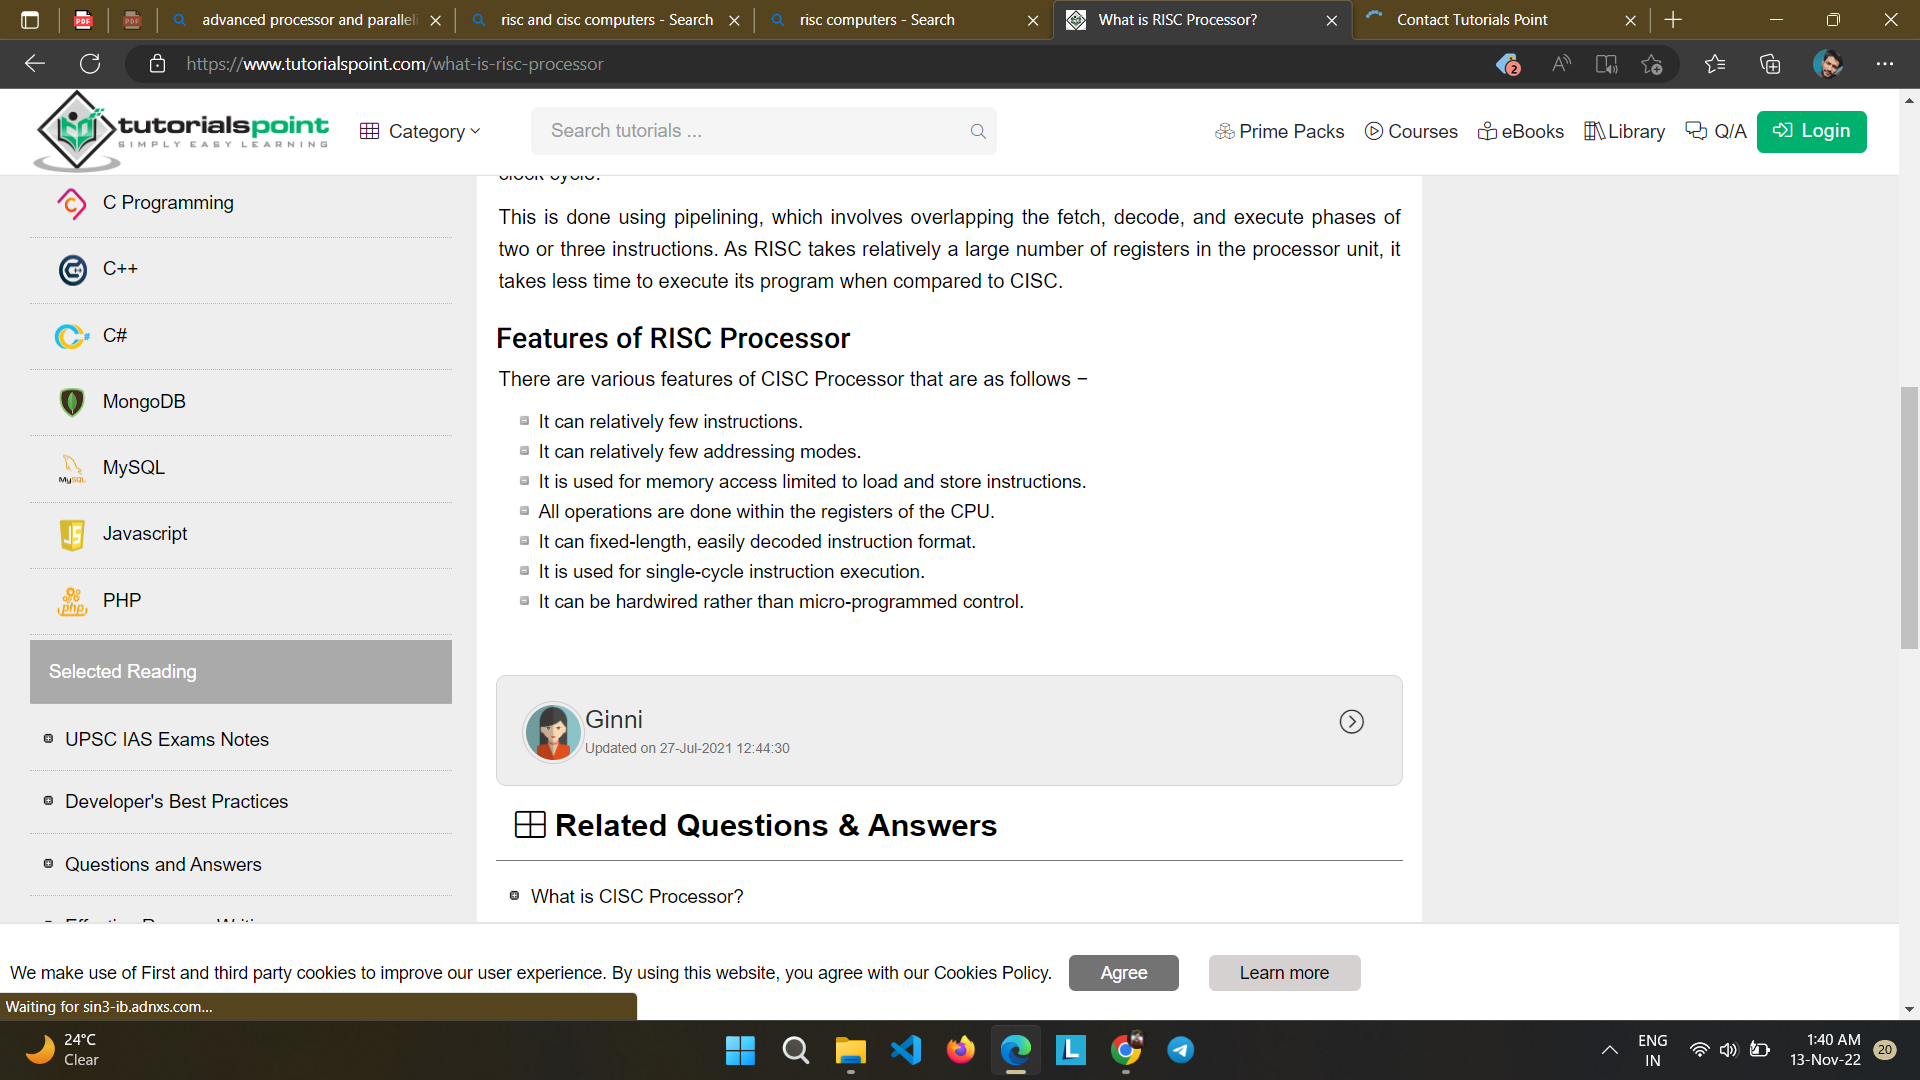 advanced processor and paralleli
risc and cisc computers - Search
risc computers - Search
What is RISC Processor?
Contact Tutorials Point
https://www.tutorialspoint.com/what-is-risc-processor
2
tutorialspoint
SIMPLY EASY LEARNING
Category
Search tutorials ...
Prime Packs
Courses
eBooks
Library
Q/A
Login
C Programming
C++
C#
MongoDB
MySQL
Javascript
PHP
Selected Reading
UPSC IAS Exams Notes
Developer's Best Practices
Questions and Answers
clock cycle.
This is done using pipelining, which involves overlapping the fetch, decode, and execute phases of
two or three instructions. As RISC takes relatively a large number of registers in the processor unit, it
takes less time to execute its program when compared to CISC.
Features of RISC Processor
There are various features of CISC Processor that are as follows −
It can relatively few instructions.
It can relatively few addressing modes.
It is used for memory access limited to load and store instructions.
All operations are done within the registers of the CPU.
It can fixed-length, easily decoded instruction format.
It is used for single-cycle instruction execution.
It can be hardwired rather than micro-programmed control.
Ginni
Updated on 27-Jul-2021 12:44:30
Related Questions & Answers
What is CISC Processor?
We make use of First and third party cookies to improve our user experience. By using this website, you agree with our Cookies Policy.
Agree
Learn more
Waiting for sin3-ib.adnxs.com...
24°C
Clear
ENG
IN
1:40 AM
13-Nov-22
20